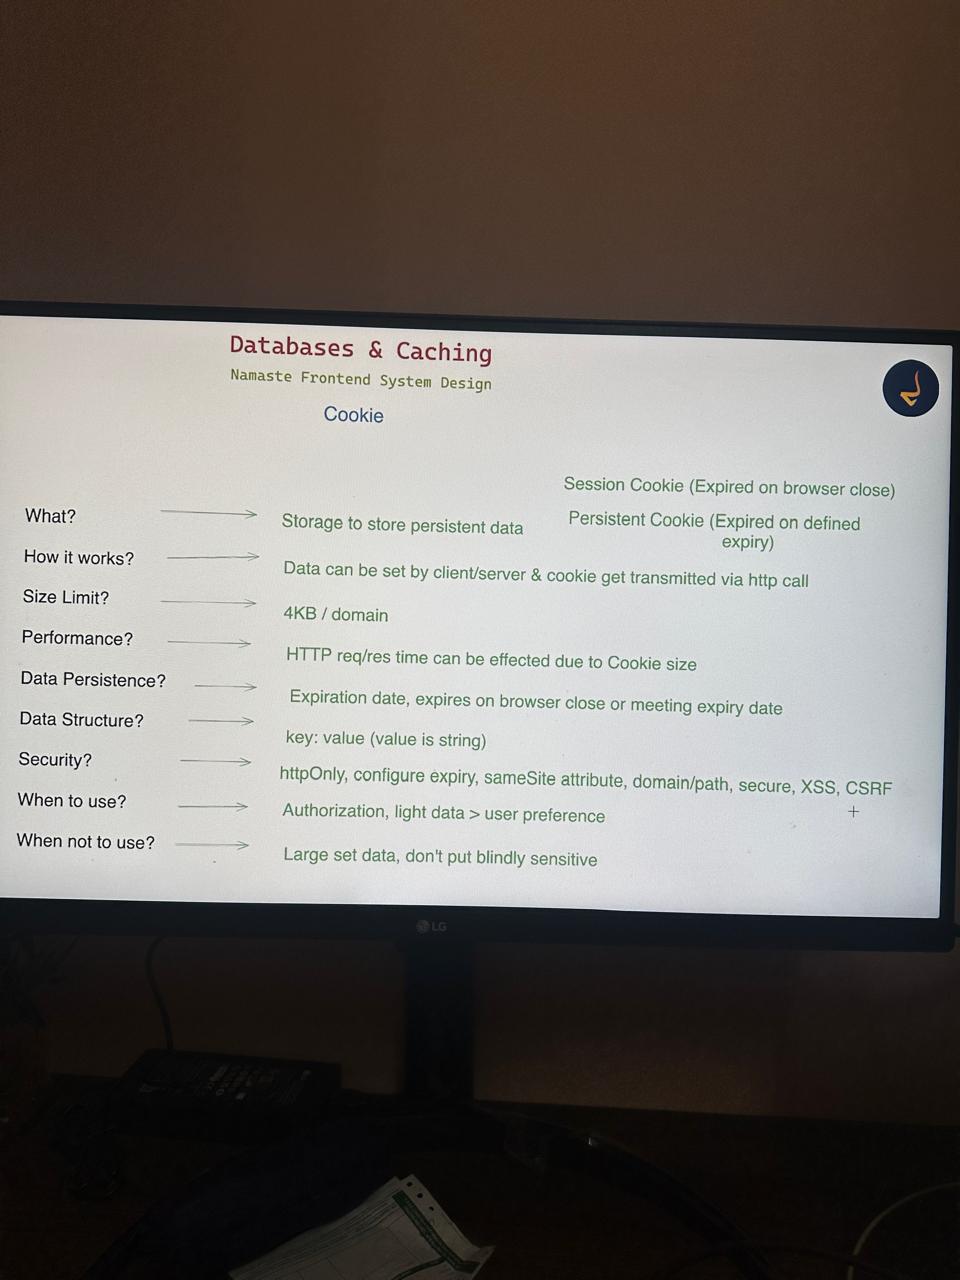 Databases & Caching
Namaste Frontend System Design
Cookie
Session Cookie (Expired on browser close)
Persistent Cookie (Expired on defined
expiry)
What?
Storage to store persistent data
How it works?
Data can be set by client/server & cookie get transmitted via http call
Size Limit?
4KB / domain
Performance?
HTTP req/res time can be effected due to Cookie size
Data Persistence?
Expiration date, expires on browser close or meeting expiry date
Data Structure?
key: value (value is string)
Security?
httpOnly, configure expiry, sameSite attribute, domain/path, secure, XSS, CSRF
When to use?
Authorization, light data > user preference
When not to use?
Large set data, don't put blindly sensitive
LG